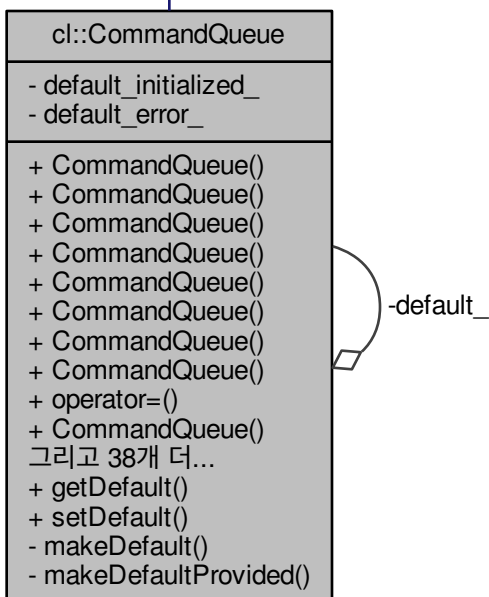 cl::CommandQueue
- default_initialized_
- default_error_
+ CommandQueue()
+ CommandQueue()
+ CommandQueue()
+ CommandQueue()
+ CommandQueue()
+ CommandQueue()
+ CommandQueue()
+ CommandQueue()
+ operator=()
+ CommandQueue()
그리고 38개 더...
+ getDefault()
+ setDefault()
- makeDefault()
- makeDefaultProvided()
-default_